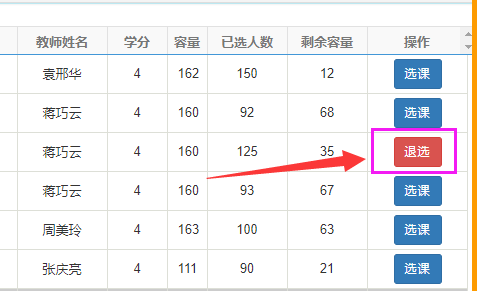 教师姓名 学分 容量 已选人数 剩余容量 操作
袁邢华 4 162 150 12 选课
蒋巧云 4 160 92 68 选课
蒋巧云 4 160 125 35 退选
蒋巧云 4 160 93 67 选课
周美玲 4 163 100 63 选课
张庆亮 4 111 90 21 选课